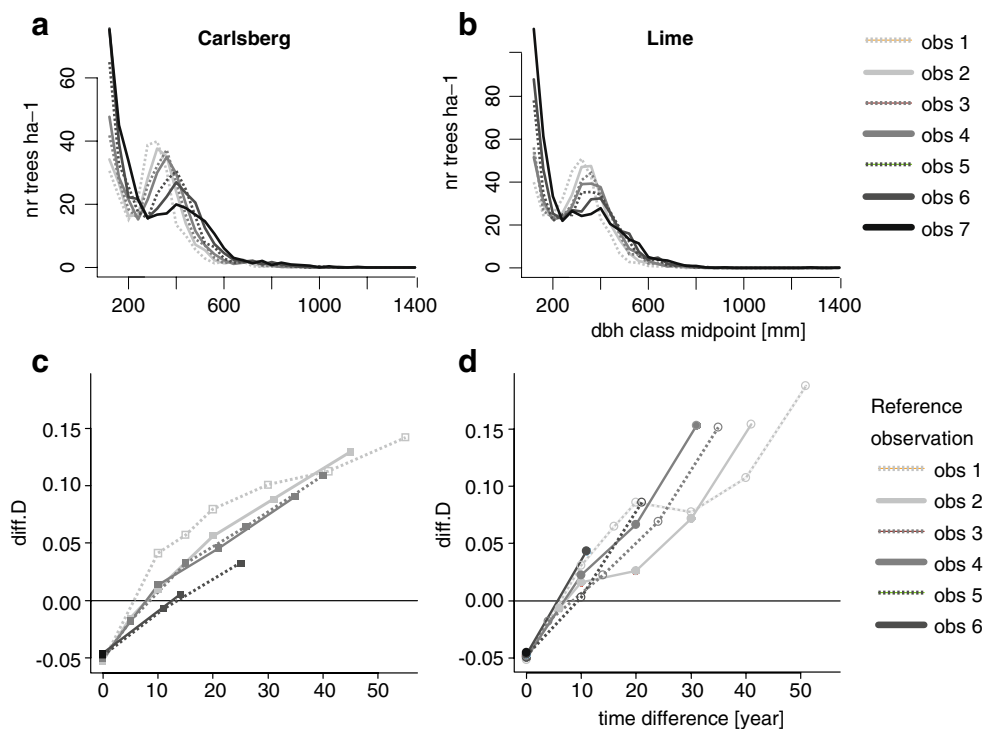 a
Carlsberg
nr trees ha−1
60
40
20
0
200
600
1000
1400
b
Lime
nr trees ha−1
80
60
40
20
0
200
600
1000
1400
dbh class midpoint [mm]
obs 1
obs 2
obs 3
obs 4
obs 5
obs 6
obs 7
c
diff.D
0.15
0.10
0.05
0.00
-0.05
0
10
20
30
40
50
d
diff.D
0.15
0.10
0.05
0.00
-0.05
0
10
20
30
40
50
time difference [year]
Reference
observation
obs 1
obs 2
obs 3
obs 4
obs 5
obs 6